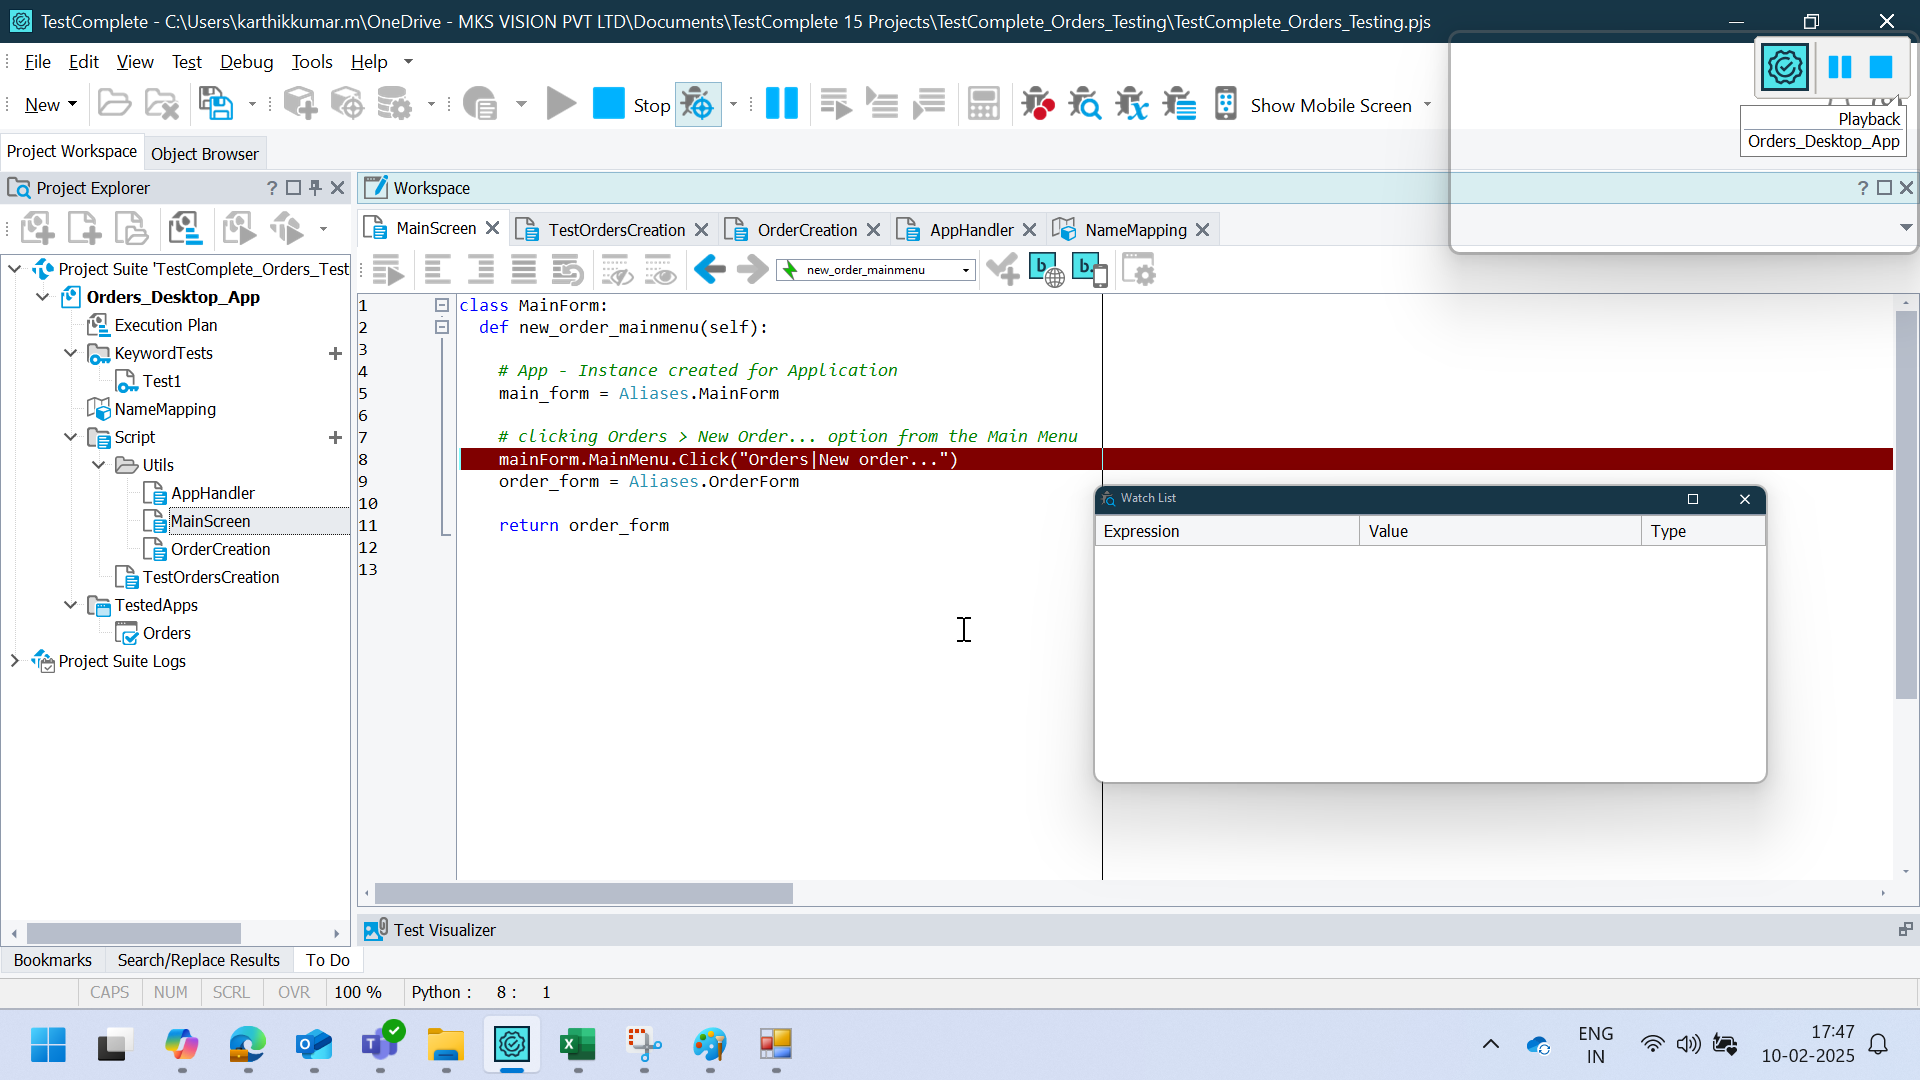 TestComplete - C:\Users\karthikkumar.m\OneDrive - MKS VISION PVT LTD\Documents\TestComplete 15 Projects\TestComplete_Orders_Testing\TestComplete_Orders_Testing.pjs
File Edit View Test Debug Tools Help
New Stop Show Mobile Screen
Playback
Orders_Desktop_App
Project Workspace Object Browser
Project Explorer
Workspace
MainScreen TestOrdersCreation OrderCreation AppHandler NameMapping
new_order_mainmenu
Project Suite 'TestComplete_Orders_Test
Orders_Desktop_App
Execution Plan
KeywordTests
Test1
NameMapping
Script
Utils
AppHandler
MainScreen
OrderCreation
TestOrdersCreation
TestedApps
Orders
Project Suite Logs
1 class MainForm:
2 def new_order_mainmenu(self):
3
4 # App - Instance created for Application
5 main_form = Aliases.MainForm
6
7 # clicking Orders > New Order... option from the Main Menu
8 mainForm.MainMenu.Click("Orders|New order...")
9 order_form = Aliases.OrderForm
10
11 return order_form
12
13
Watch List
Expression Value Type
Test Visualizer
Bookmarks Search/Replace Results To Do
CAPS NUM SCRL OVR 100 % Python : 8 : 1
ENG
IN
17:47
10-02-2025